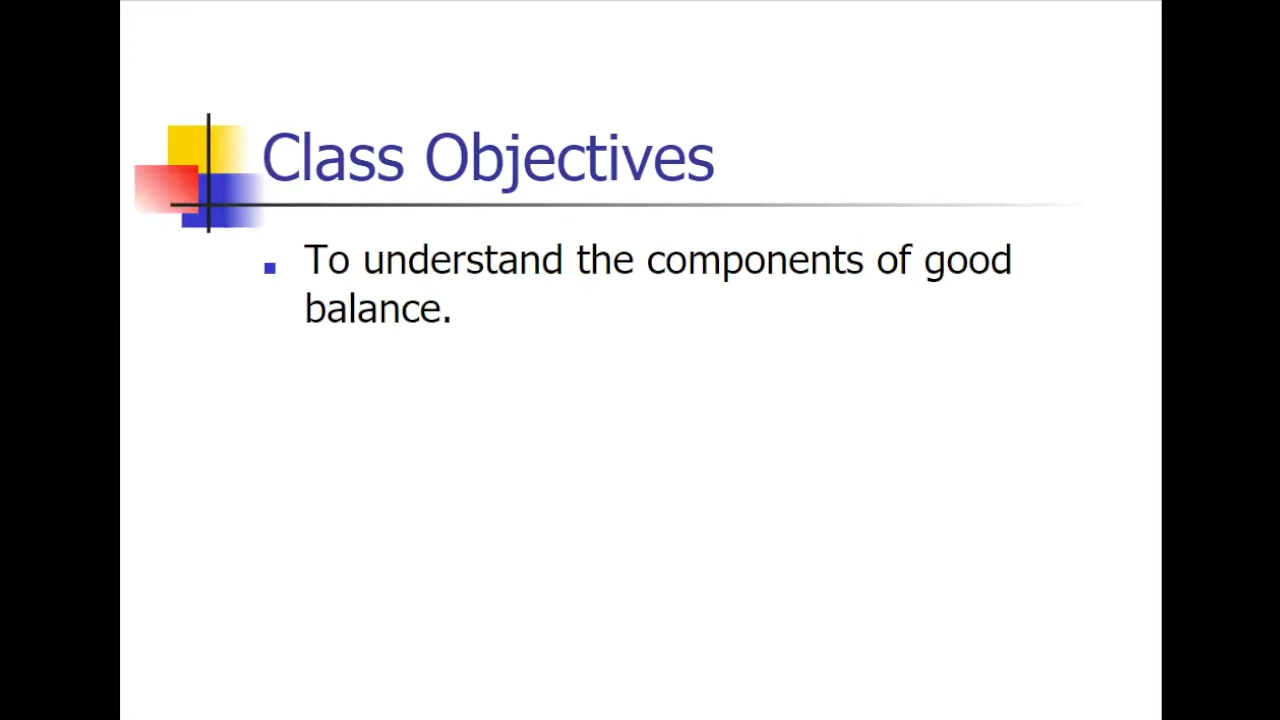 Class Objectives
To understand the components of good
balance.